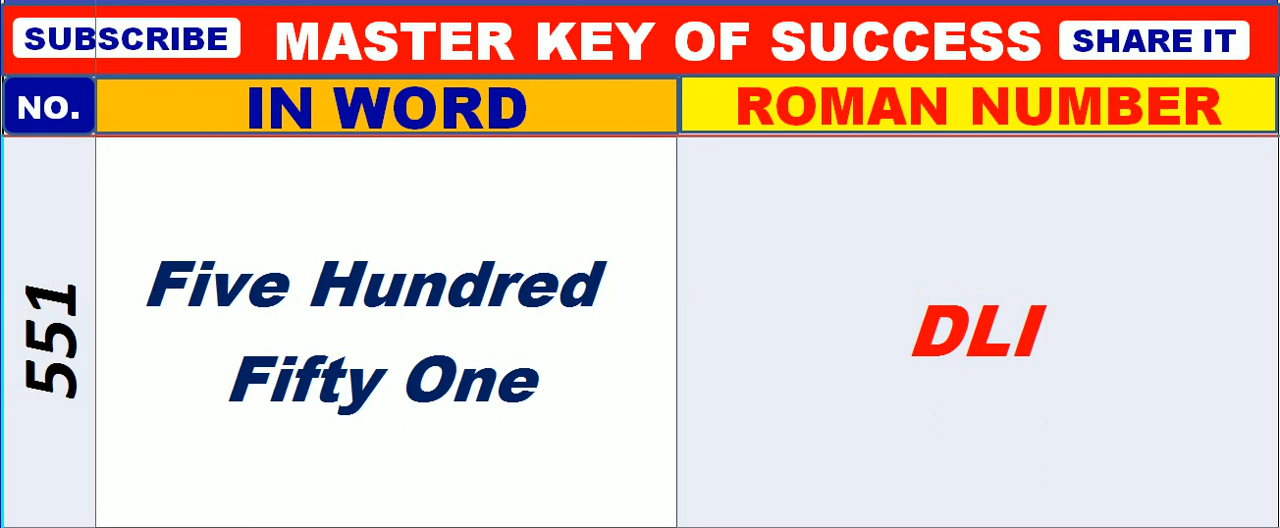 SUBSCRIBE MASTER KEY OF SUCCESS SHARE IT
NO. IN WORD ROMAN NUMBER
551
Five Hundred
Fifty One
DLI